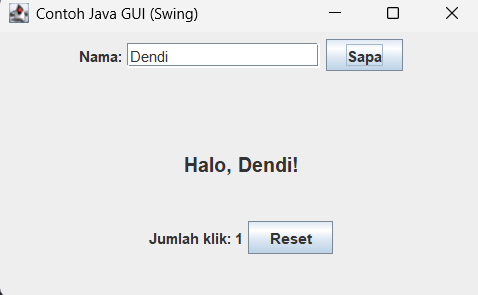 Contoh Java GUI (Swing)
Nama: Dendi Sapa
Halo, Dendi!
Jumlah klik: 1 Reset